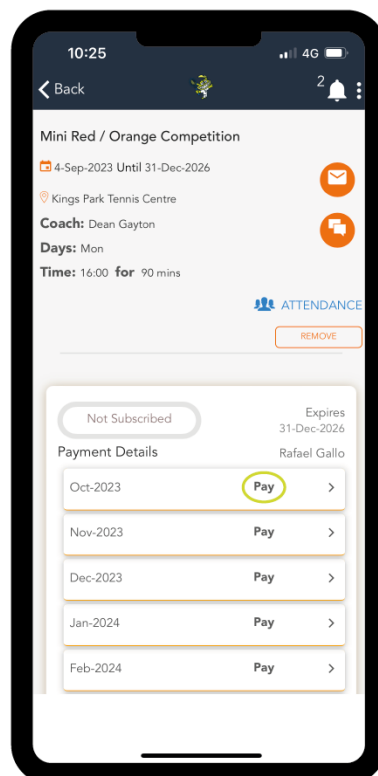 10:25 4G
Back 2
Mini Red / Orange Competition
4-Sep-2023 Until 31-Dec-2026
Kings Park Tennis Centre
Coach: Dean Gayton
Days: Mon
Time: 16:00 for 90 mins
ATTENDANCE
REMOVE
Not Subscribed
Expires
31-Dec-2026
Payment Details Rafael Gallo
Oct-2023 Pay >
Nov-2023 Pay >
Dec-2023 Pay >
Jan-2024 Pay >
Feb-2024 Pay >